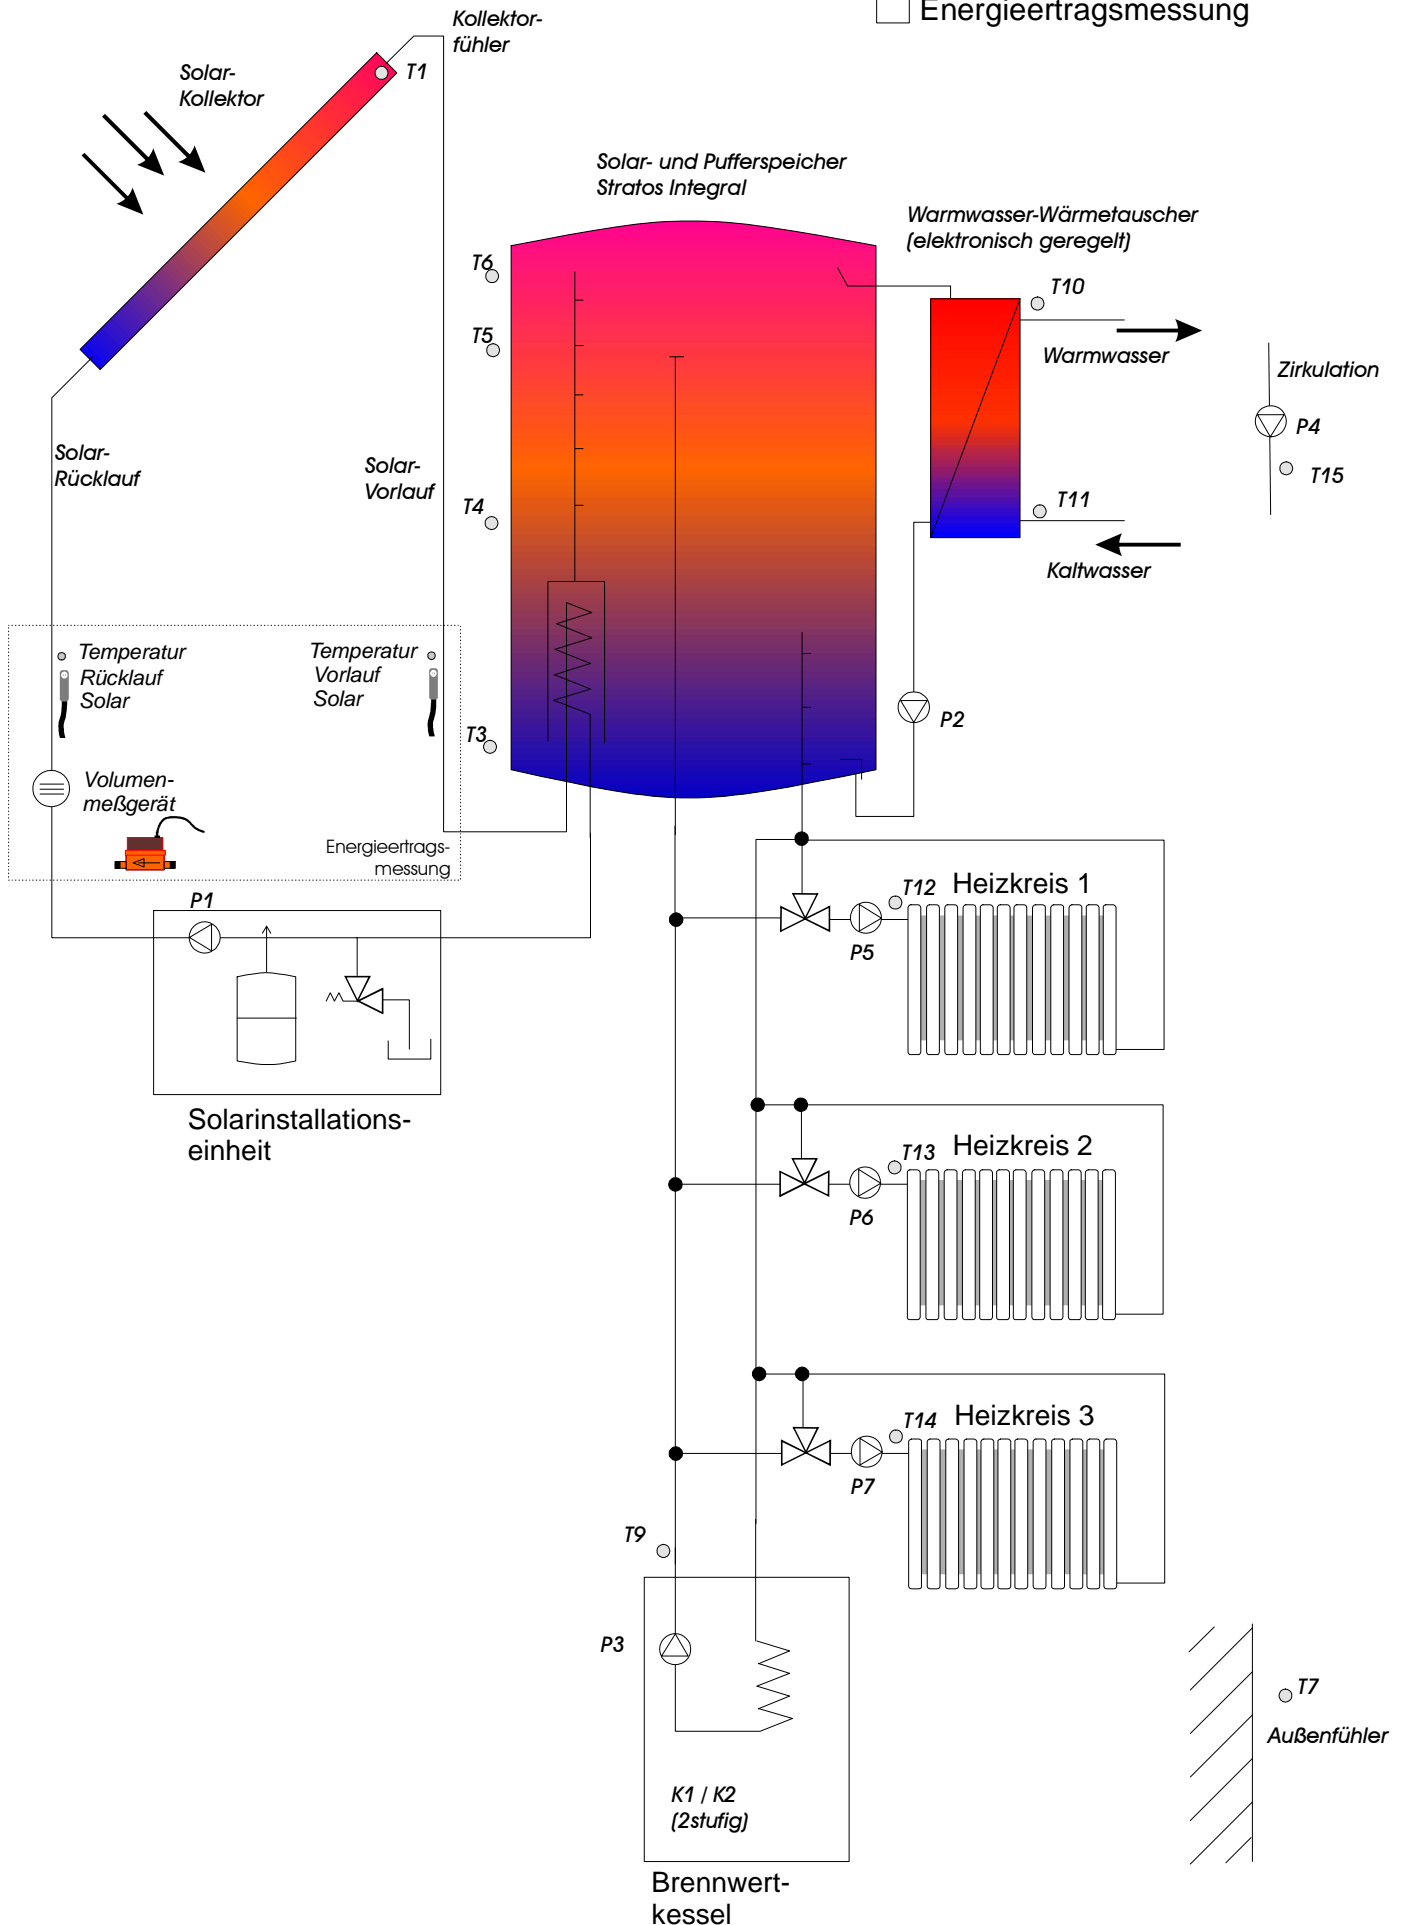 Energieertragsmessung
Kollektor-
fühler
Solar-
Kollektor
T1
Solar- und Pufferspeicher
Stratos Integral
Warmwasser-Wärmetauscher
(elektronisch geregelt)
T6
T10
T5
Warmwasser
Zirkulation
P4
Solar-
Rücklauf
Solar-
Vorlauf
T15
T4
T11
Kaltwasser
Temperatur
Rücklauf
Solar
Temperatur
Vorlauf
Solar
T3
P2
Volumen-
meßgerät
Energieertrags-
messung
P1
T12
Heizkreis 1
P5
Solarinstallations-
einheit
T13
Heizkreis 2
P6
T14
Heizkreis 3
P7
T9
P3
T7
Außenfühler
K1 / K2
(2stufig)
Brennwert-
kessel